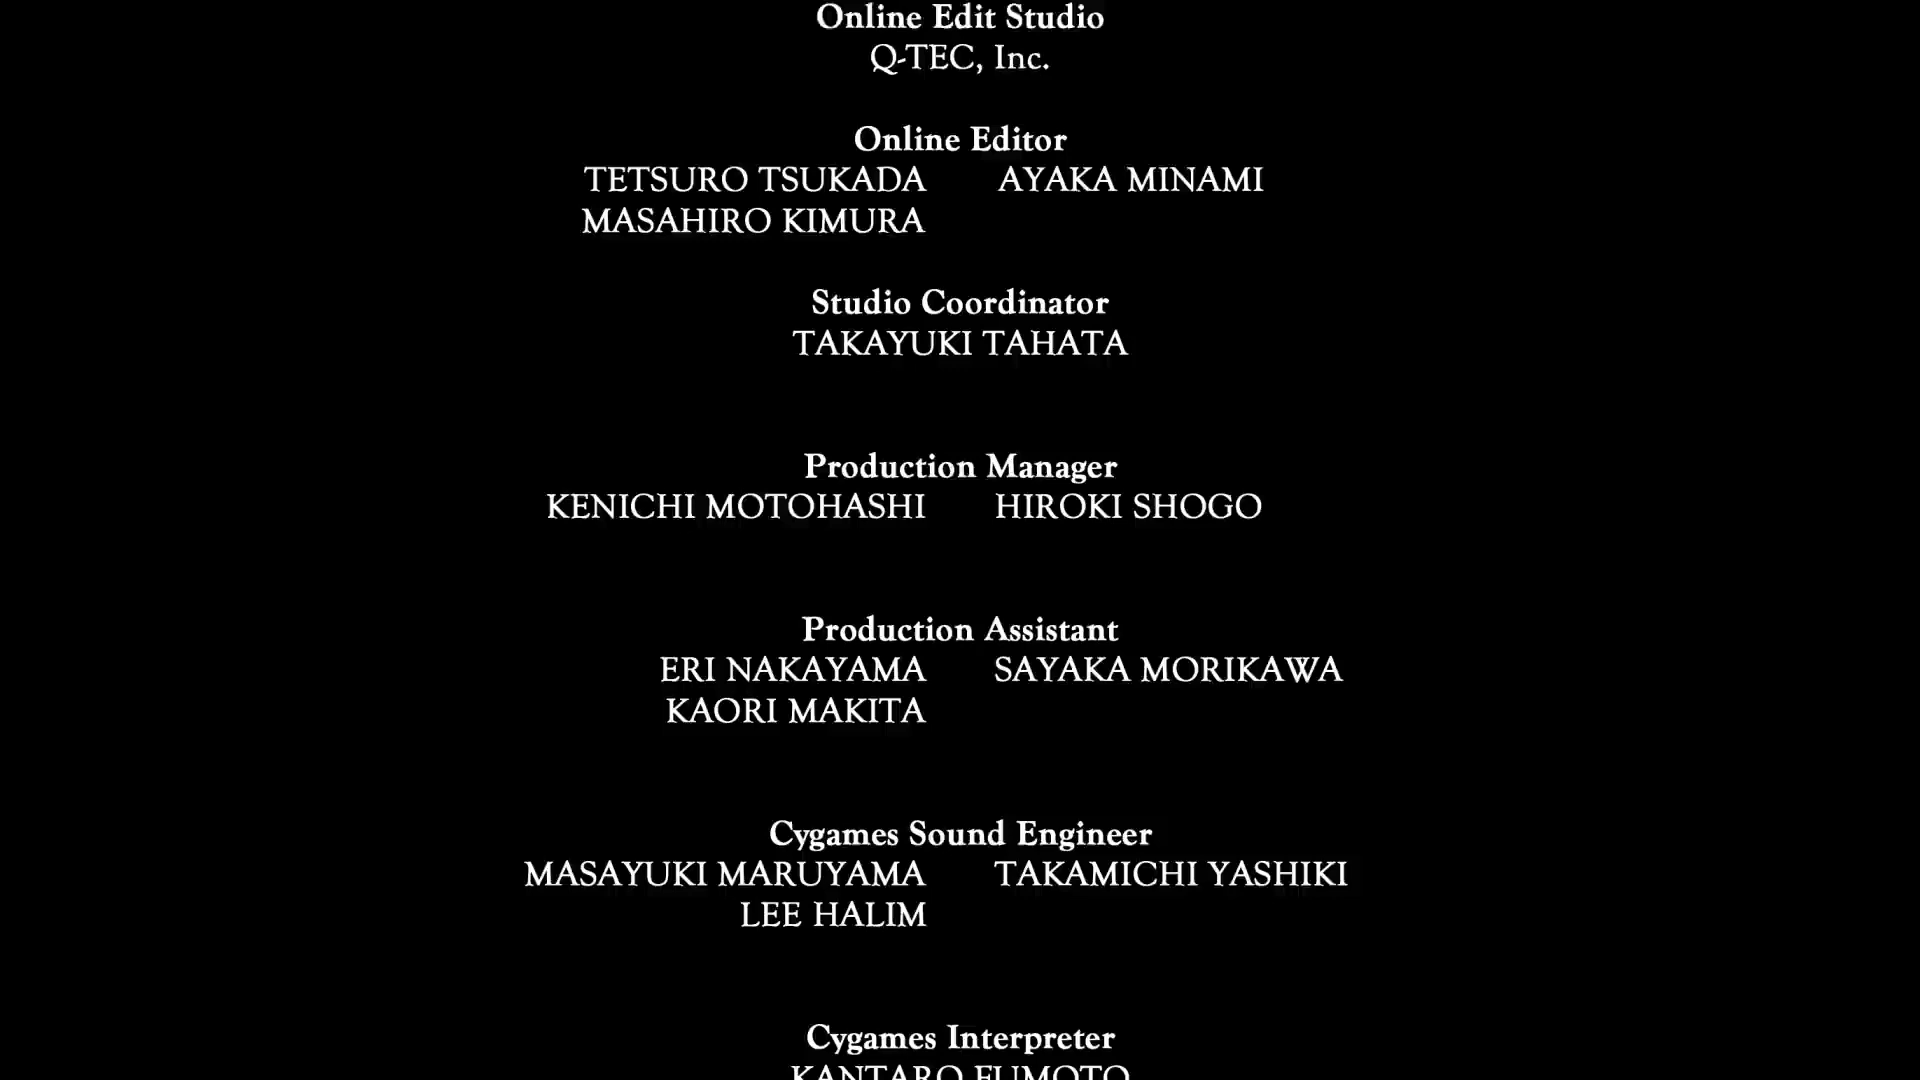 Online Edit Studio
Q-TEC, Inc.
Online Editor
TETSURO TSUKADA AYAKA MINAMI
MASAHIRO KIMURA
Studio Coordinator
TAKAYUKI TAHATA
Production Manager
KENICHI MOTOHASHI HIROKI SHOGO
Production Assistant
ERI NAKAYAMA SAYAKA MORIKAWA
KAORI MAKITA
Cygames Sound Engineer
MASAYUKI MARUYAMA TAKAMICHI YASHIKI
LEE HALIM
Cygames Interpreter
KANTARO FUMOTO